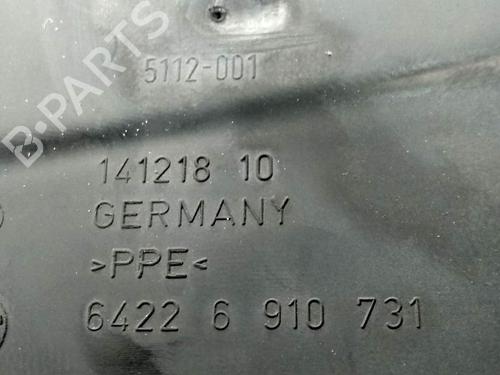 B-PARTS
5112-001
141218 10
GERMANY
>PPE<
6422 6 910 731